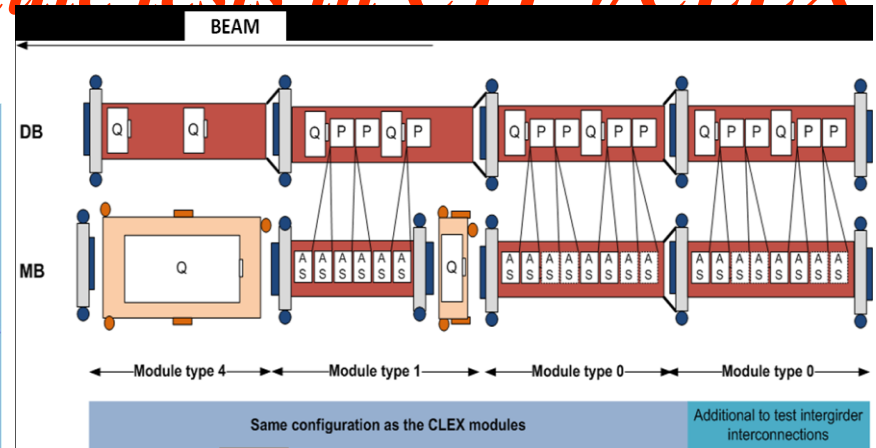 BEAM
DB
Q Q Q P P Q P Q P P Q P P Q P P Q P P
MB
Q A S A S A S A S A S A S Q A S A S A S A S A S A S A S A S A S A S A S A S A S A S A S A S
Module type 4 Module type 1 Module type 0 Module type 0
Same configuration as the CLEX modules
Additional to test intergirder
interconnections